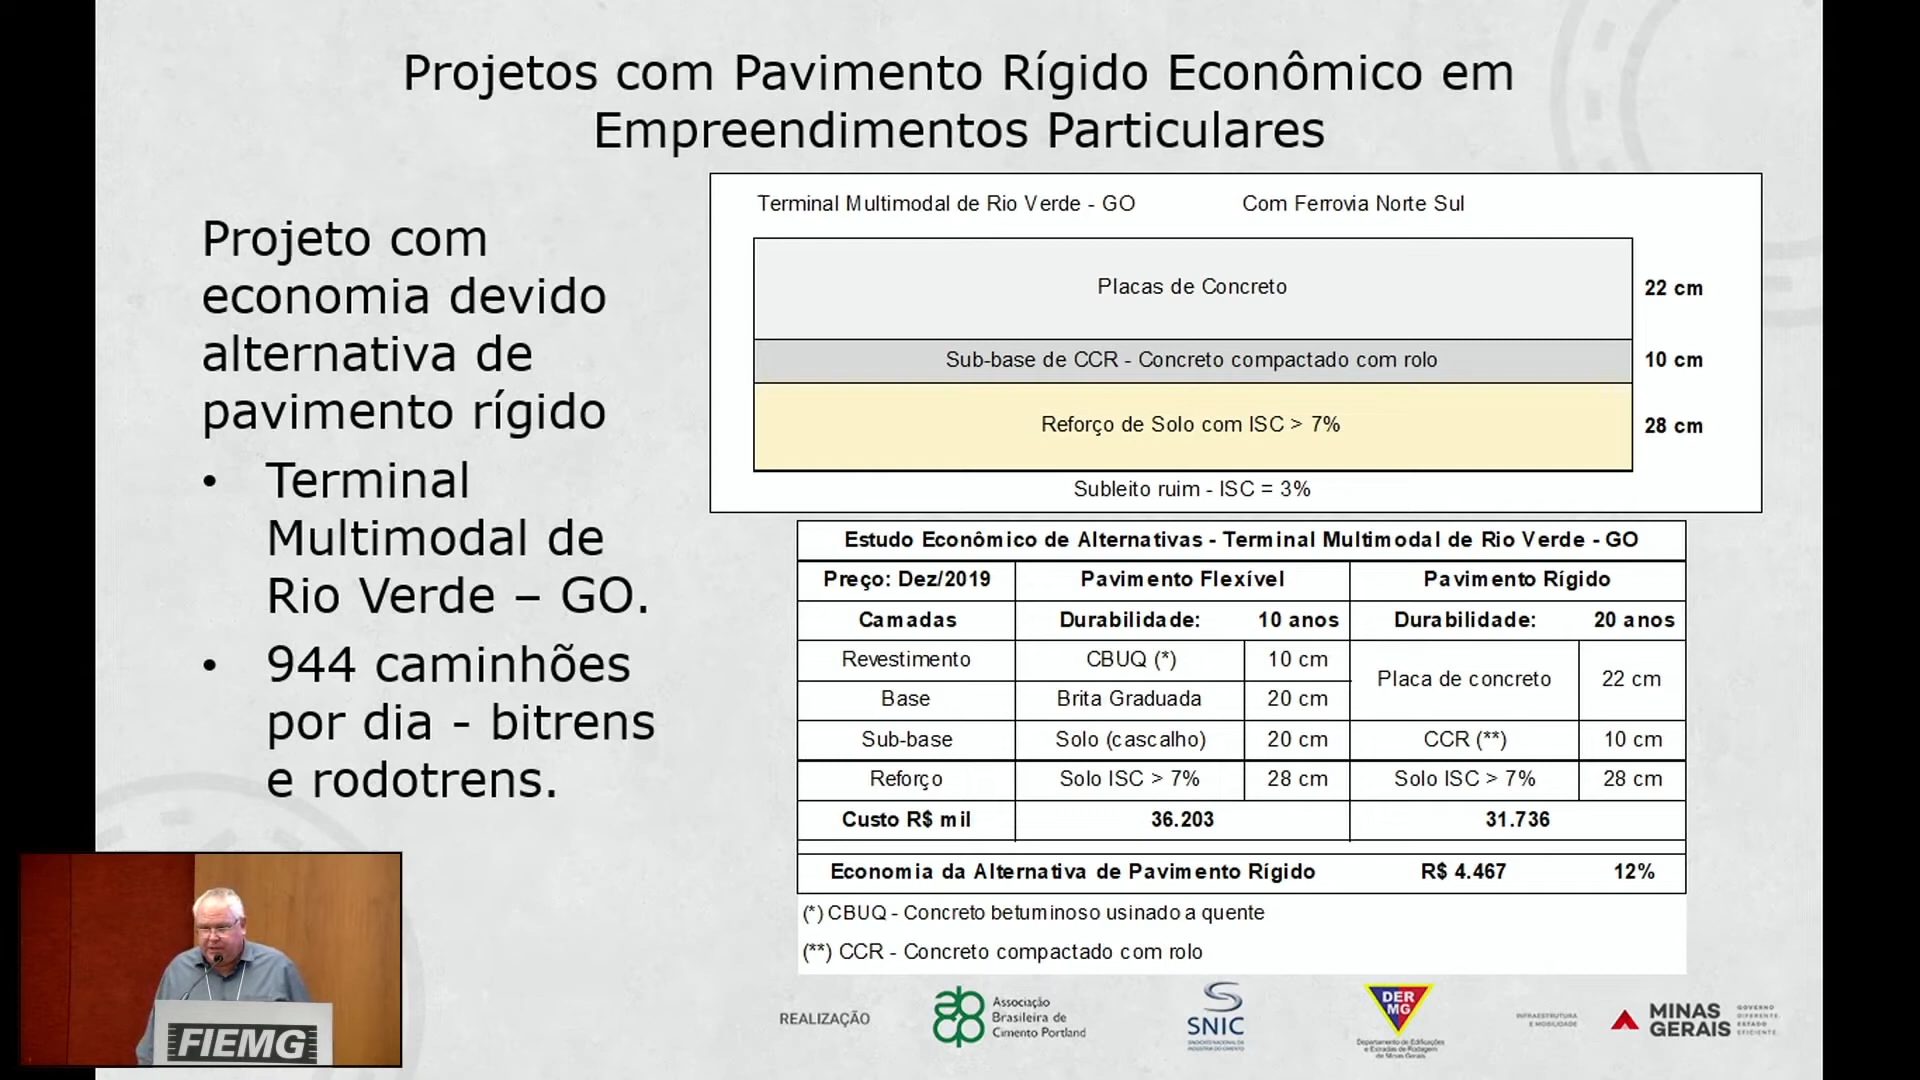 Projetos com Pavimento Rígido Econômico em
Empreendimentos Particulares
Projeto com
economia devido
alternativa de
pavimento rígido
• Terminal
Multimodal de
Rio Verde – GO.
• 944 caminhões
por dia - bitrens
e rodotrens.
Terminal Multimodal de Rio Verde - GO Com Ferrovia Norte Sul
Placas de Concreto 22 cm
Sub-base de CCR - Concreto compactado com rolo 10 cm
Reforço de Solo com ISC > 7% 28 cm
Subleito ruim - ISC = 3%
Estudo Econômico de Alternativas - Terminal Multimodal de Rio Verde - GO
Preço: Dez/2019 Pavimento Flexível Pavimento Rígido
Camadas Durabilidade: 10 anos Durabilidade: 20 anos
Revestimento CBUQ (*) 10 cm
Placa de concreto 22 cm
Base Brita Graduada 20 cm
Sub-base Solo (cascalho) 20 cm CCR (**) 10 cm
Reforço Solo ISC > 7% 28 cm Solo ISC > 7% 28 cm
Custo R$ mil 36.203 31.736
Economia da Alternativa de Pavimento Rígido R$ 4.467 12%
(*) CBUQ - Concreto betuminoso usinado a quente
(**) CCR - Concreto compactado com rolo
FIEMG
REALIZAÇÃO
Associação
Brasileira de
Cimento Portland
SNIC
SINDICATO NACIONAL DA
INDÚSTRIA DO CIMENTO
DER
MG
Departamento de Edificações
e Estradas de Rodagem
de Minas Gerais
INFRAESTRUTURA
E MOBILIDADE
MINAS
GERAIS
GOVERNO
DIFERENTE.
ESTADO
EFICIENTE.